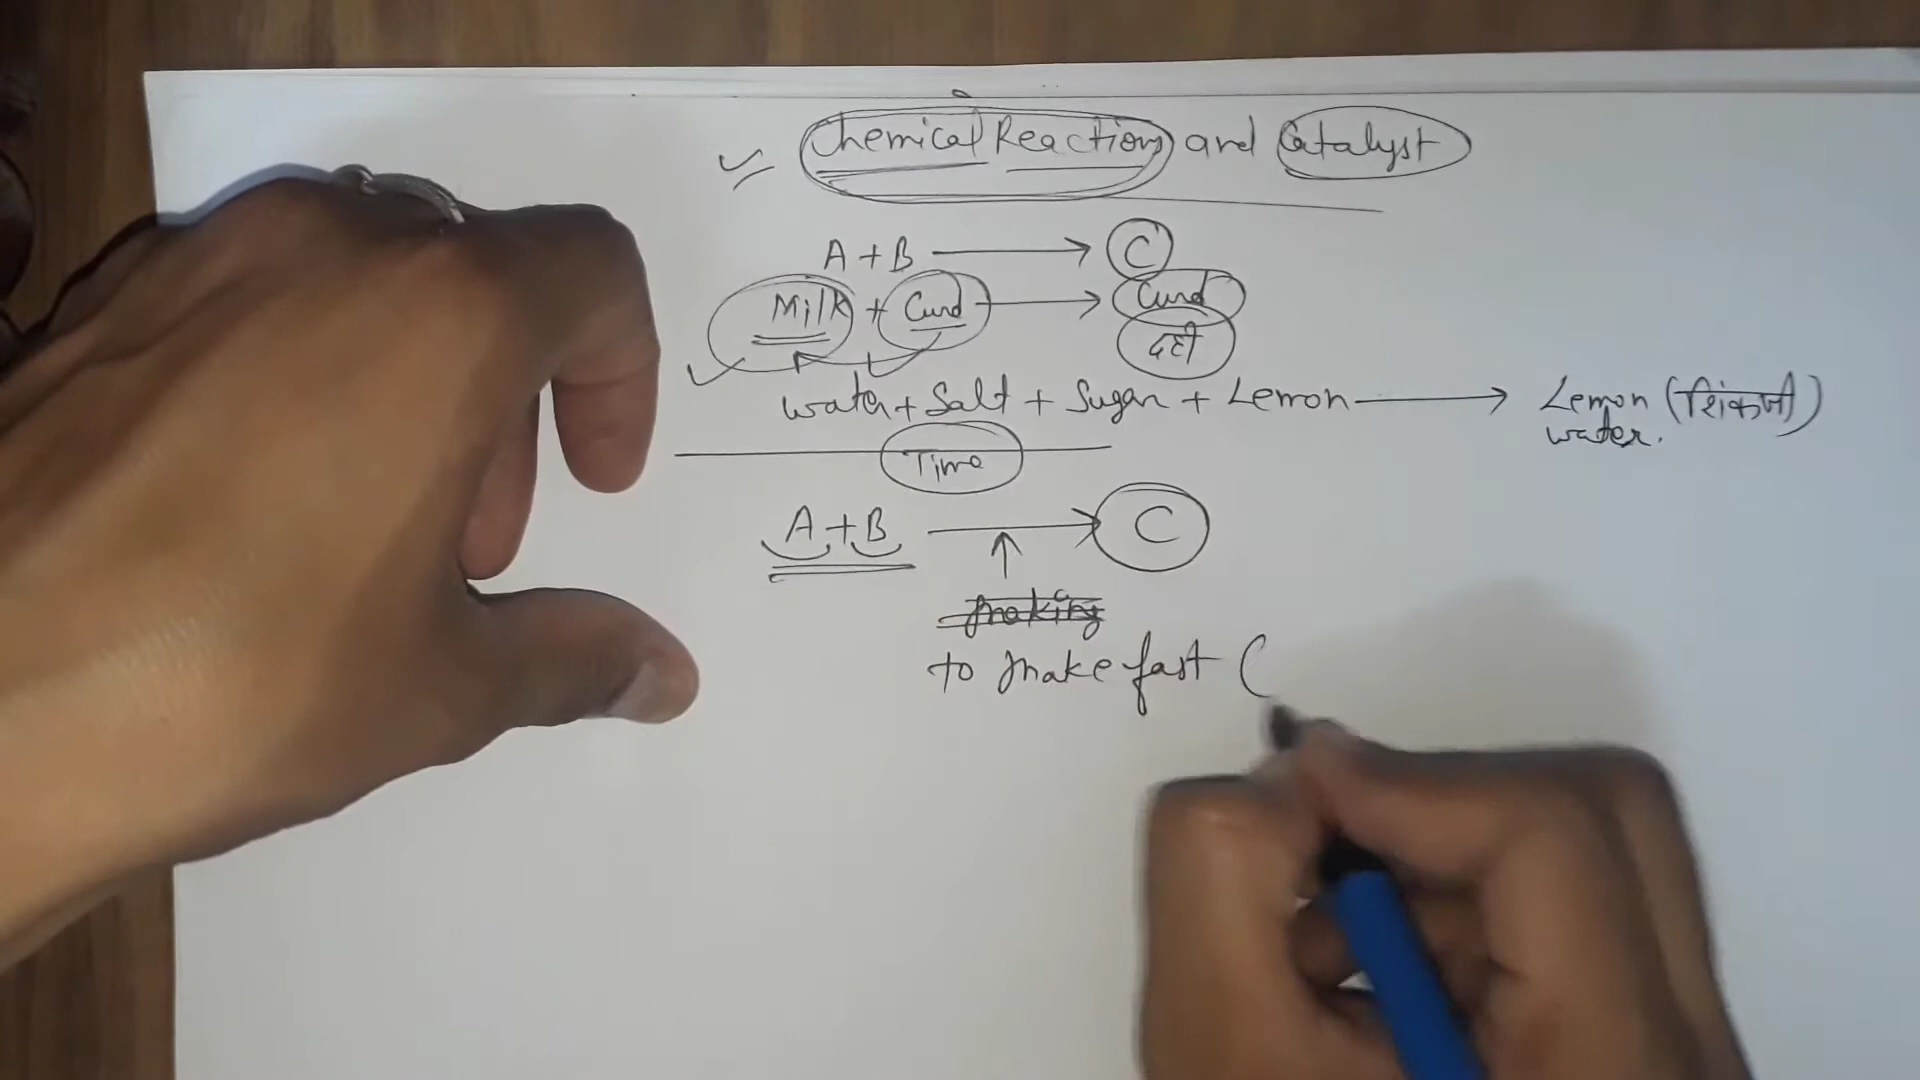 Chemical Reactions and Catalyst
A + B ⟶ C
Milk + Curd ⟶ Curd
दही
water + Salt + Sugar + Lemon ⟶ Lemon (शिंकजी)
water.
Time
A + B ⟶ C
making
to make fast (